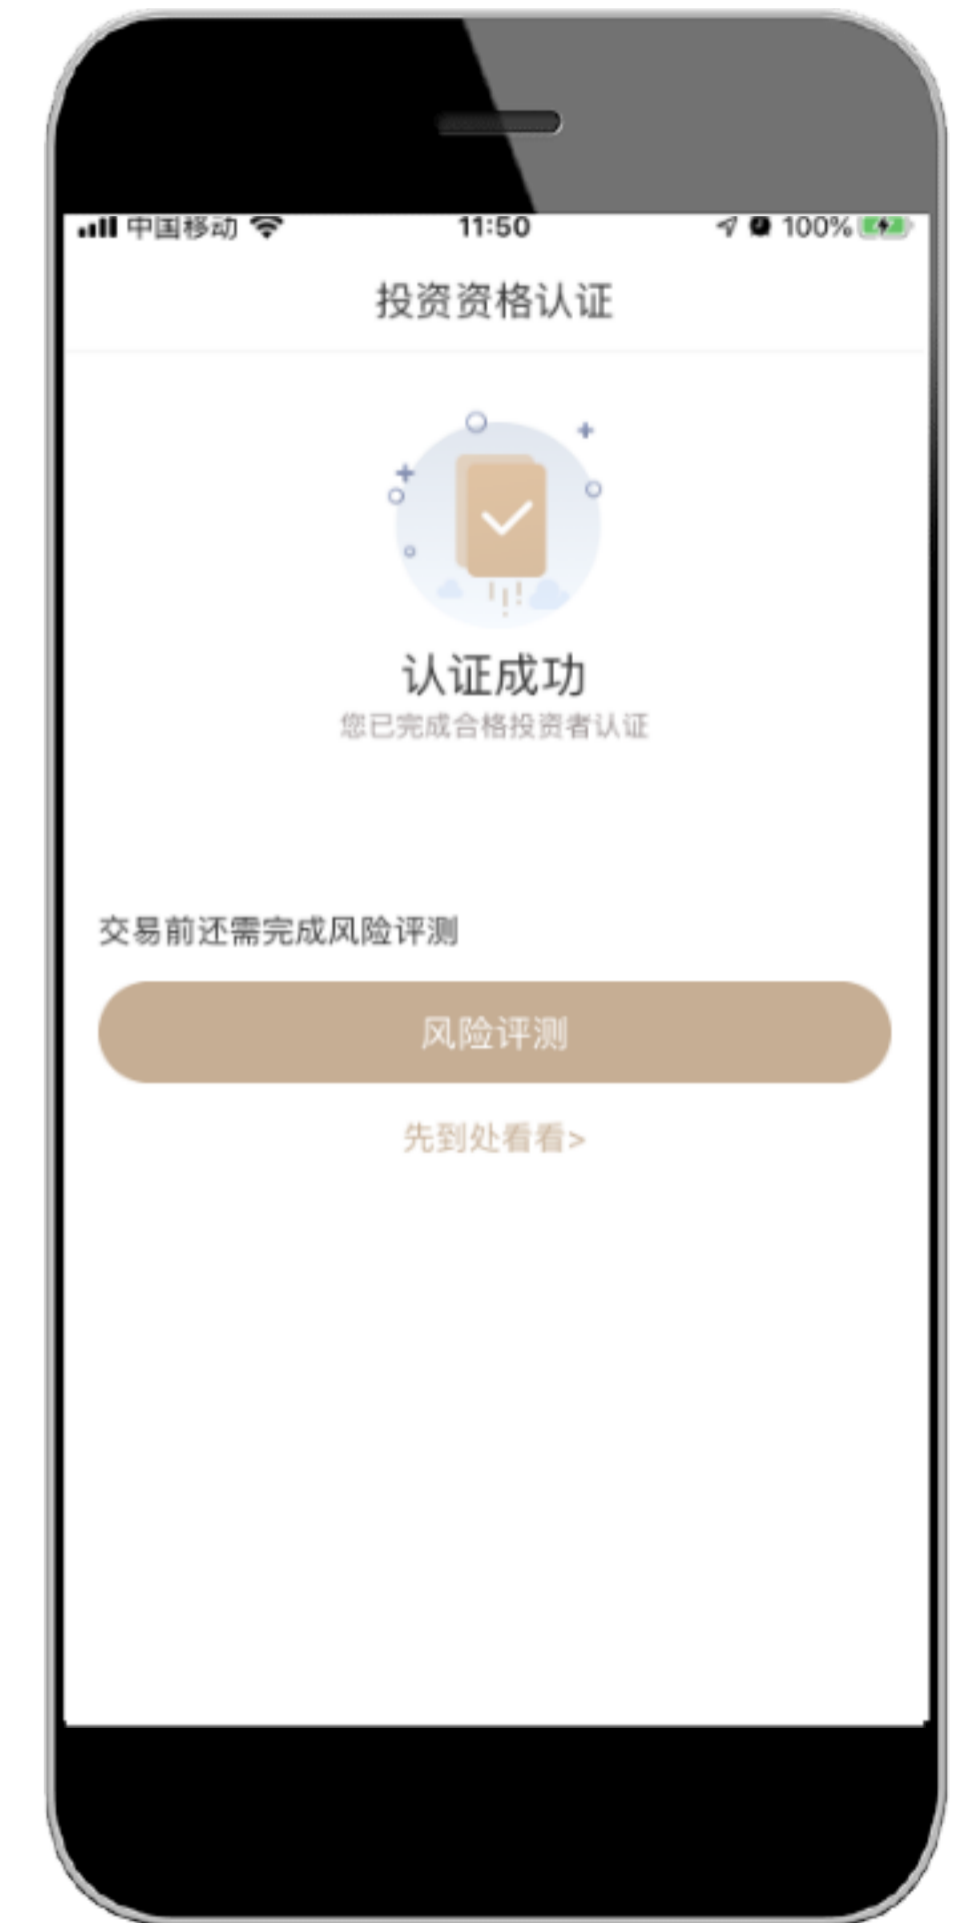 中国移动 11:50 100%
投资资格认证
认证成功
您已完成合格投资者认证
交易前还需完成风险评测
风险评测
先到处看看>